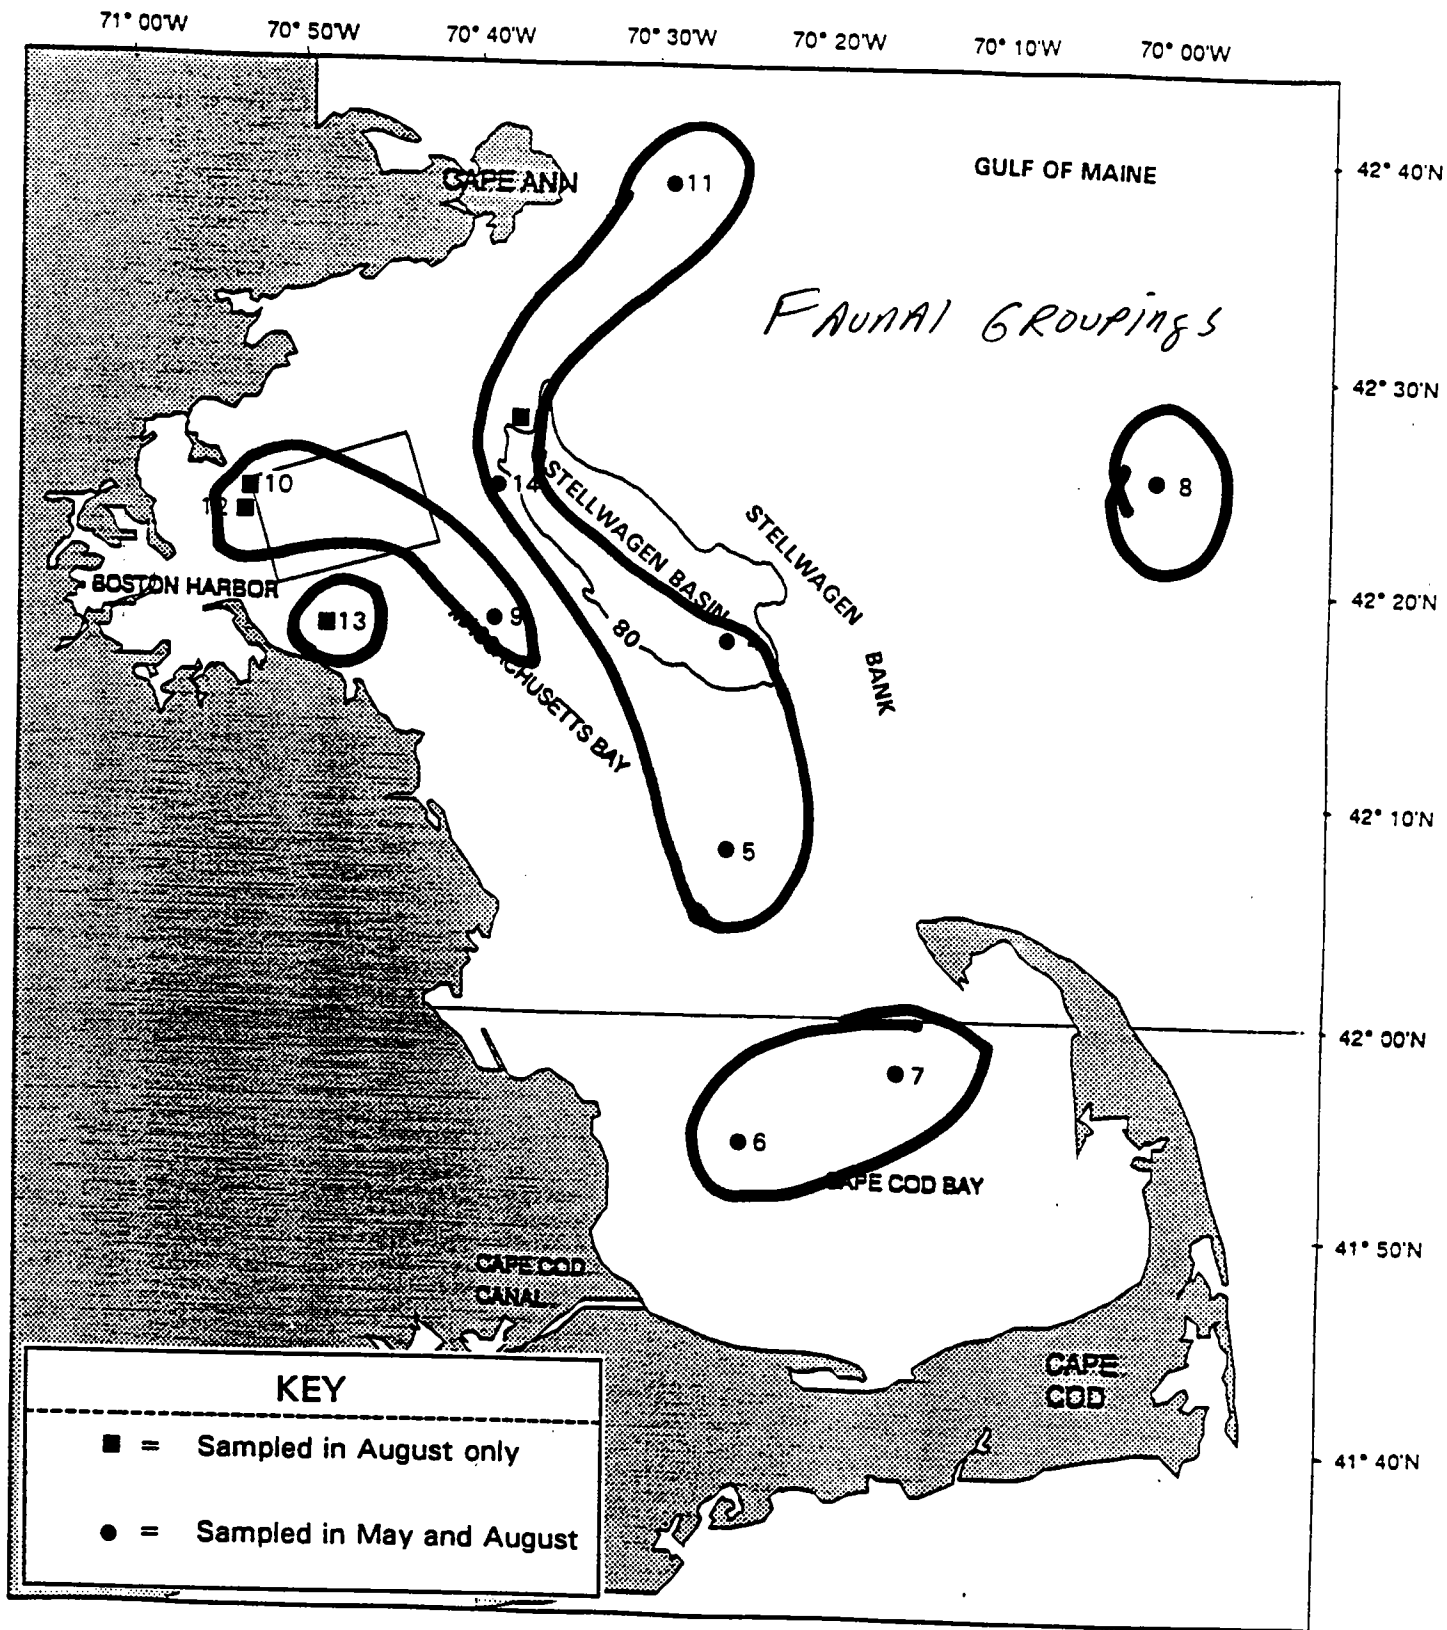 71° 00'W 70° 50'W 70° 40'W 70° 30'W 70° 20'W 70° 10'W 70° 00'W
CAPE ANN
11
GULF OF MAINE
42° 40'N
FAUNAl GROUPINgS
42° 30'N
10
12
14
STELLWAGEN BASIN
STELLWAGEN
BANK
8
BOSTON HARBOR
42° 20'N
13
9
MASSACHUSETTS BAY
80
5
42° 10'N
42° 00'N
7
6
CAPE COD BAY
41° 50'N
CAPE COD
CANAL
CAPE
COD
41° 40'N
KEY
■ = Sampled in August only
● = Sampled in May and August